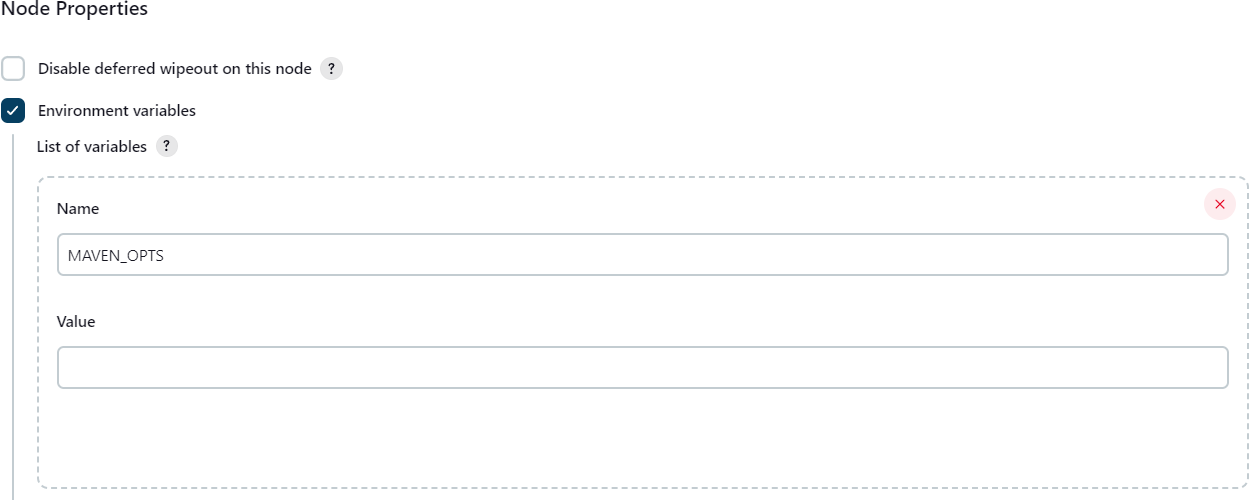 Node Properties
Disable deferred wipeout on this node ?
Environment variables
List of variables ?
Name
MAVEN_OPTS
Value